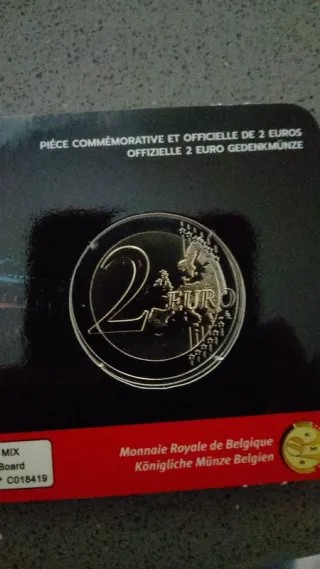 PIÉCE COMMÉMORATIVE ET OFFICIELLE DE 2 EUROS
OFFIZIELLE 2 EURO GEDENKMÜNZE
2 EURO
MIX
Board
C018419
Monnaie Royale de Belgique
Königliche Münze Belgien